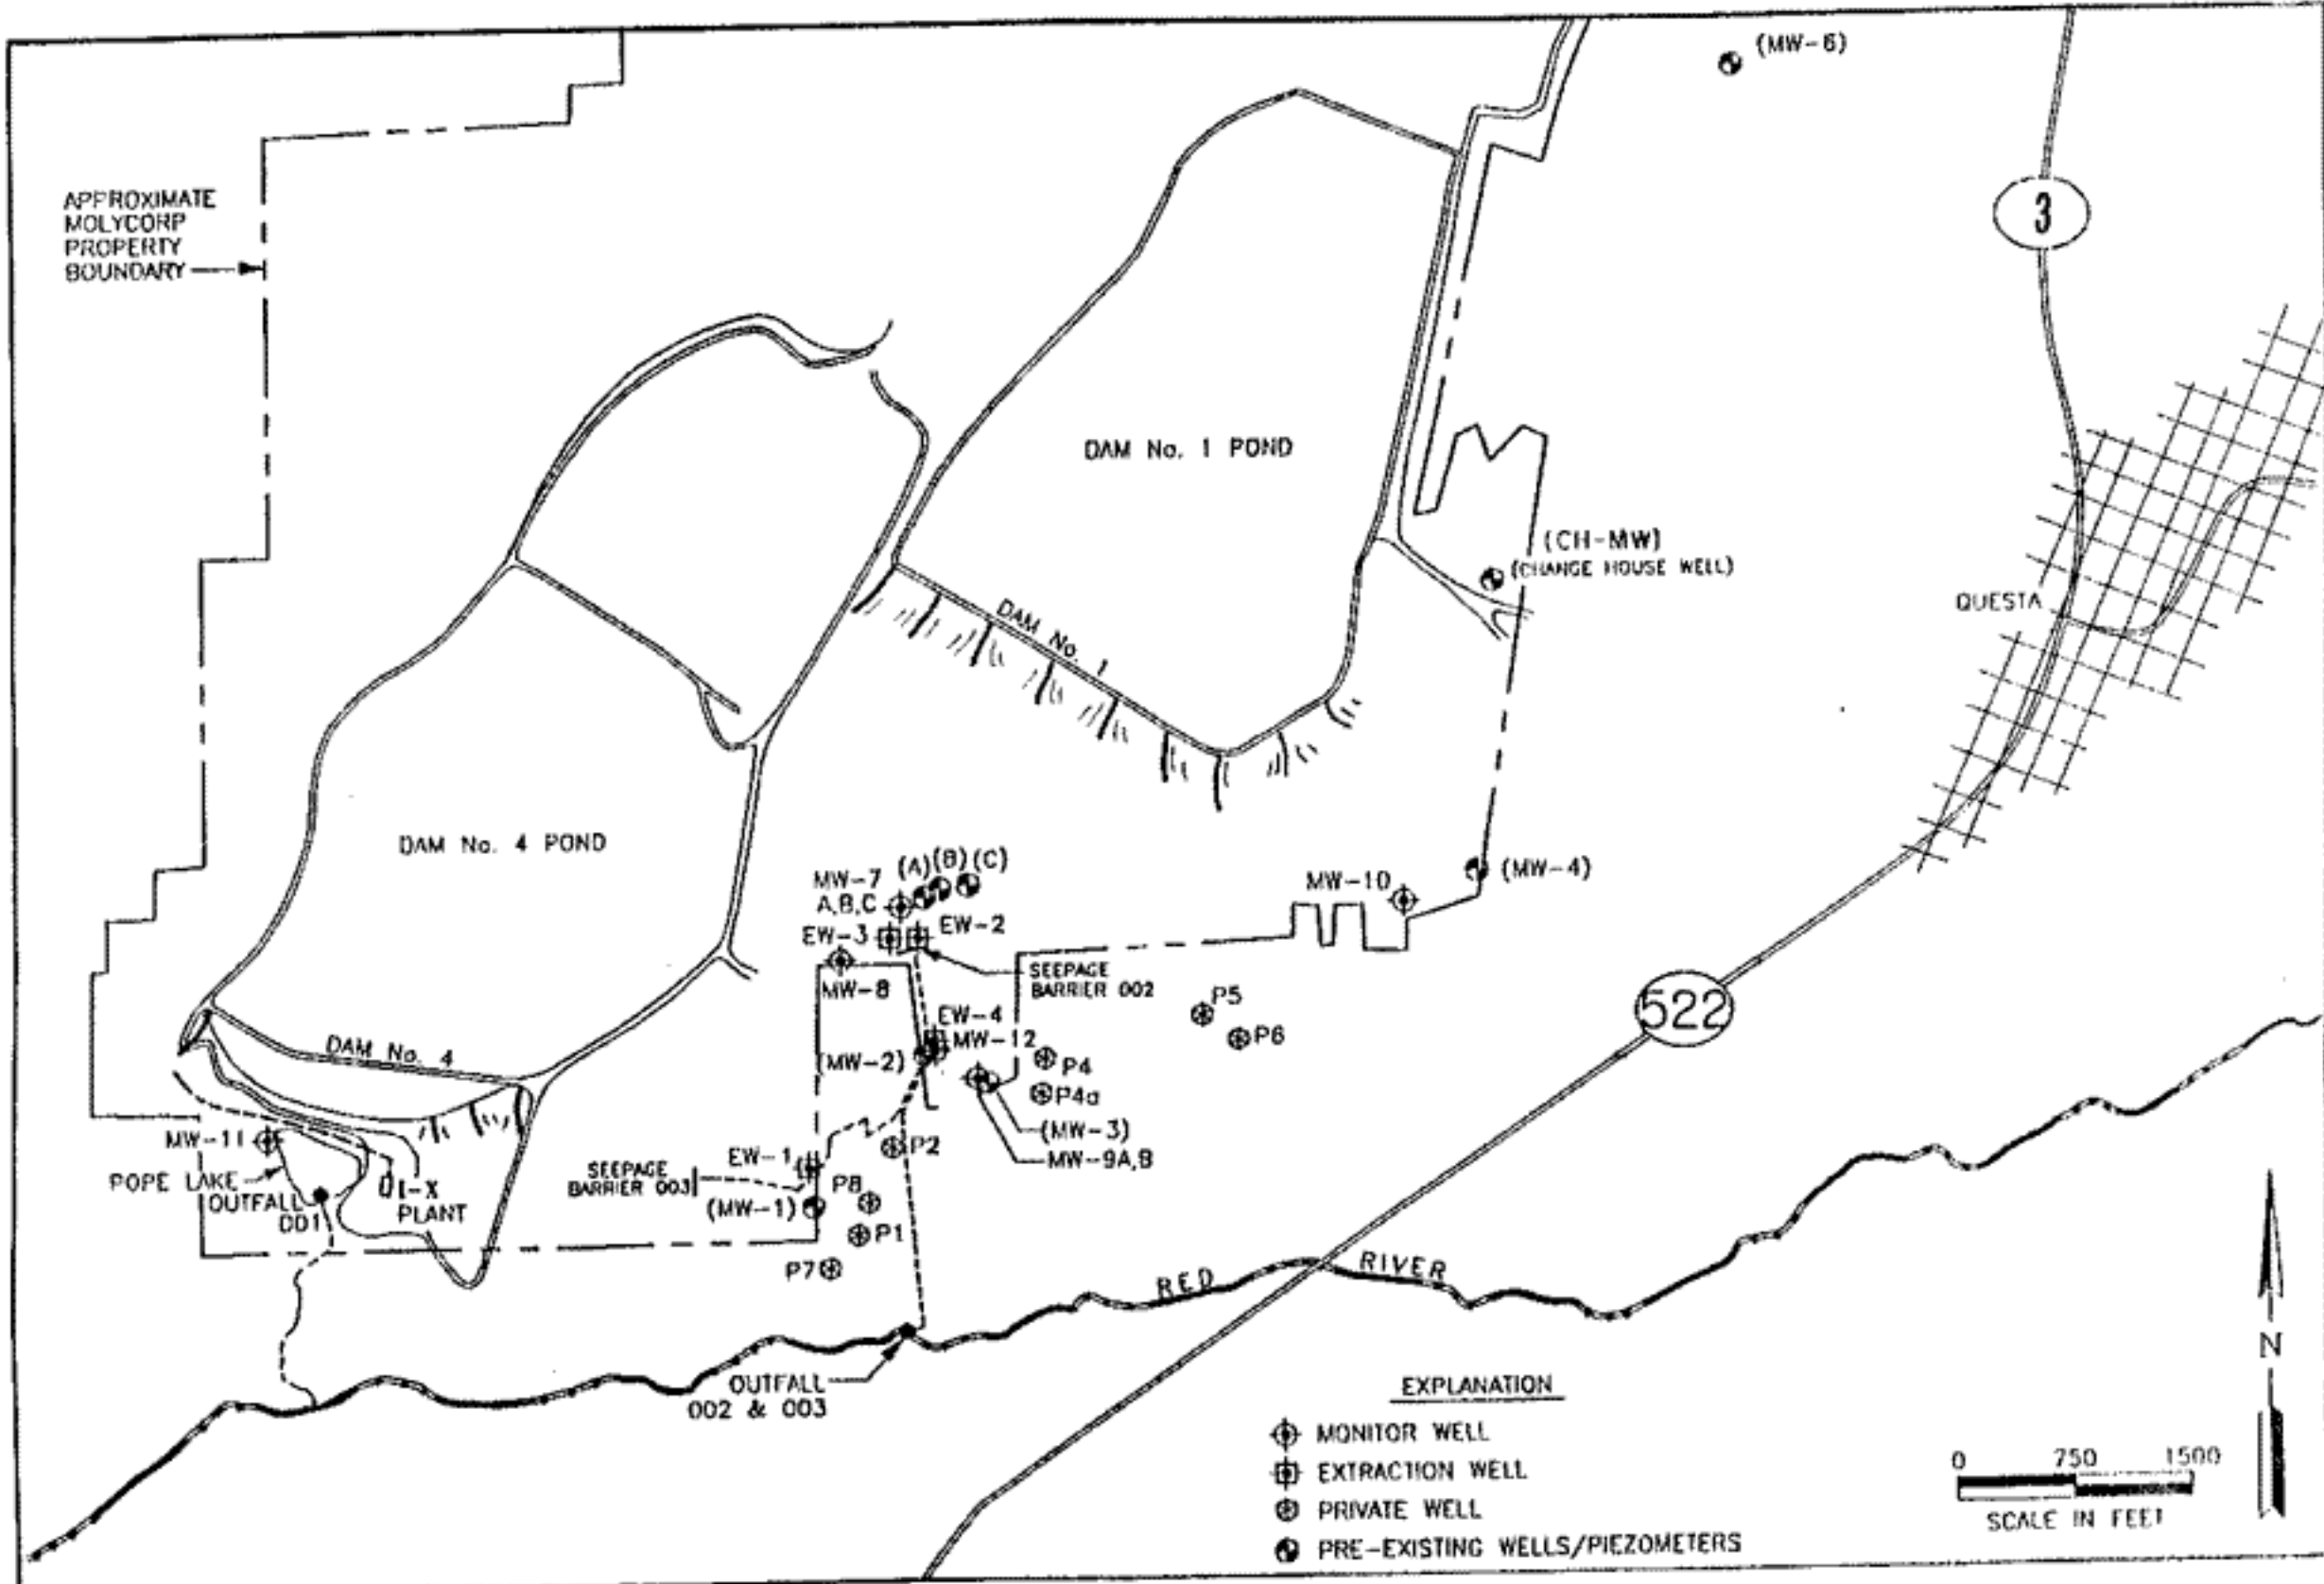 (MW-6)
APPROXIMATE
MOLYCORP
PROPERTY
BOUNDARY
3
DAM No. 1 POND
(CH-MW)
(CHANGE HOUSE WELL)
QUESTA
DAM No. 1
DAM No. 4 POND
MW-7
A,B,C
(A)
(B)
(C)
MW-10
(MW-4)
EW-3
EW-2
SEEPAGE
BARRIER 002
MW-8
P5
522
EW-4
MW-12
P6
DAM No. 4
(MW-2)
P4
P4a
MW-11
(MW-3)
P2
EW-1
MW-9A,B
SEEPAGE
BARRIER 003
POPE LAKE
OUTFALL
001
I-X
PLANT
P8
(MW-1)
P1
P7
RED RIVER
N
OUTFALL
002 & 003
EXPLANATION
MONITOR WELL
EXTRACTION WELL
PRIVATE WELL
PRE-EXISTING WELLS/PIEZOMETERS
0 750 1500
SCALE IN FEET